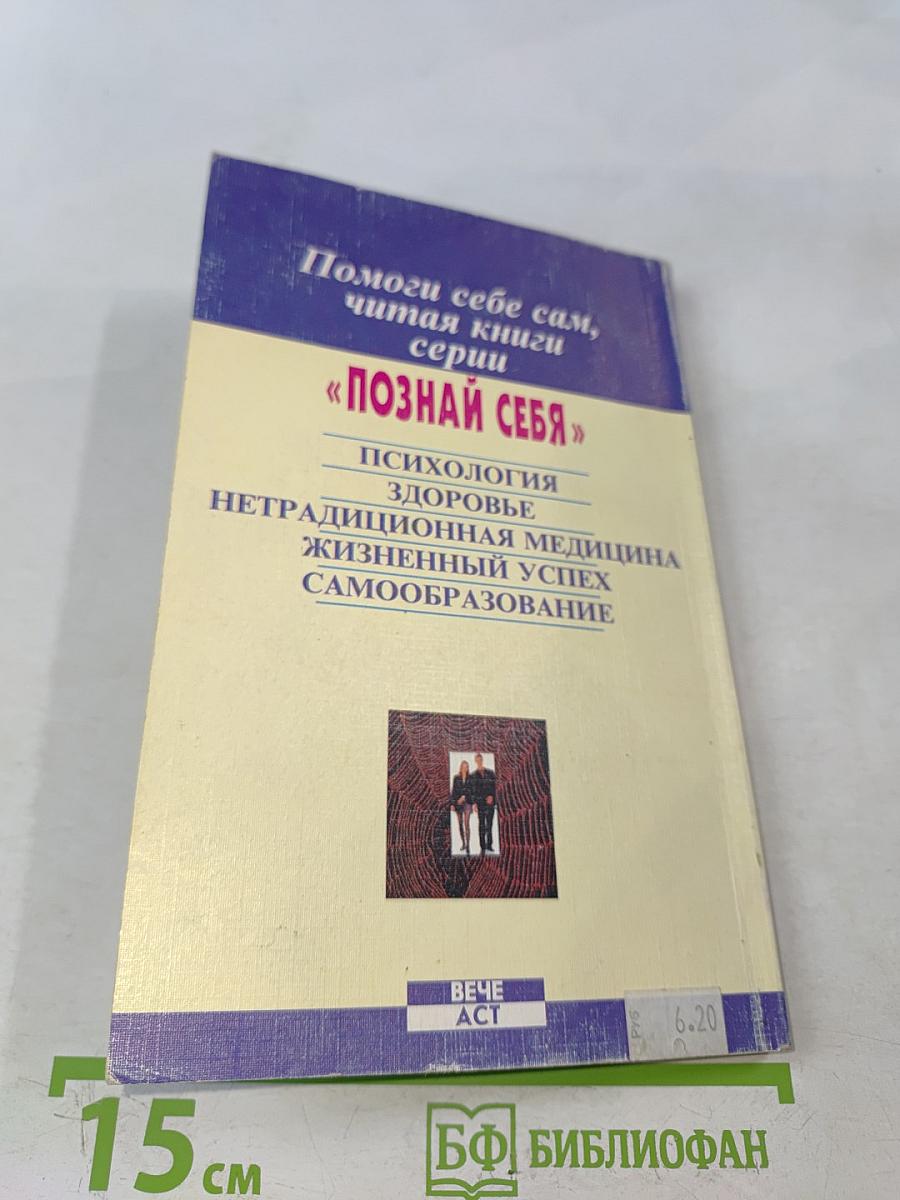 Помоги себе сам,
читая книги
серии
«ПОЗНАЙ СЕБЯ»
ПСИХОЛОГИЯ
ЗДОРОВЬЕ
НЕТРАДИЦИОННАЯ МЕДИЦИНА
ЖИЗНЕННЫЙ УСПЕХ
САМООБРАЗОВАНИЕ
ВЕЧЕ
АСТ
РУБ 6.20
15 см
БФ БИБЛИОФАН